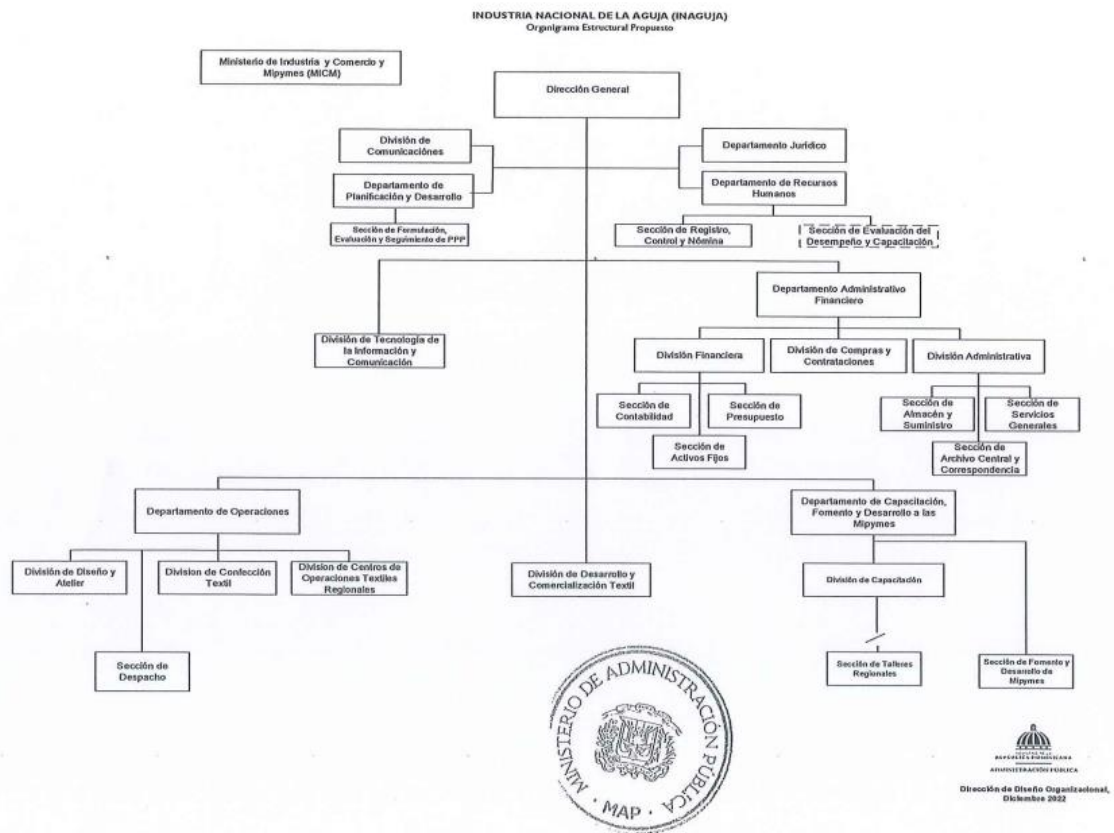 INDUSTRIA NACIONAL DE LA AGUJA (INAGUJA)
Organigrama Estructural Propuesto
Ministerio de Industria y Comercio y
Mipymes (MICM)
Dirección General
División de
Comunicaciónes
Departamento Jurídico
Departamento de
Planificación y Desarrollo
Departamento de Recursos
Humanos
Sección de Formulación,
Evaluación y Seguimiento de PPP
Sección de Registro,
Control y Nómina
Sección de Evaluación del
Desempeño y Capacitación
Departamento Administrativo
Financiero
División de Tecnología de
la Información y
Comunicación
División Financiera
División de Compras y
Contrataciones
División Administrativa
Sección de
Contabilidad
Sección de
Presupuesto
Sección de
Almacén y
Suministro
Sección de
Servicios
Generales
Sección de
Activos Fijos
Sección de
Archivo Central y
Correspondencia
Departamento de Operaciones
Departamento de Capacitación,
Fomento y Desarrollo a las
Mipymes
División de Diseño y
Atelier
Division de Confección
Textil
Division de Centros de
Operaciones Textiles
Regionales
División de Desarrollo y
Comercialización Textil
División de Capacitación
Sección de
Despacho
Sección de Talleres
Regionales
Sección de Fomento y
Desarrollo de
Mipymes
MINISTERIO DE ADMINISTRACIÓN PÚBLICA
· MAP ·
REPÚBLICA DOMINICANA
ADMINISTRACIÓN PÚBLICA
Dirección de Diseño Organizacional,
Diciembre 2022